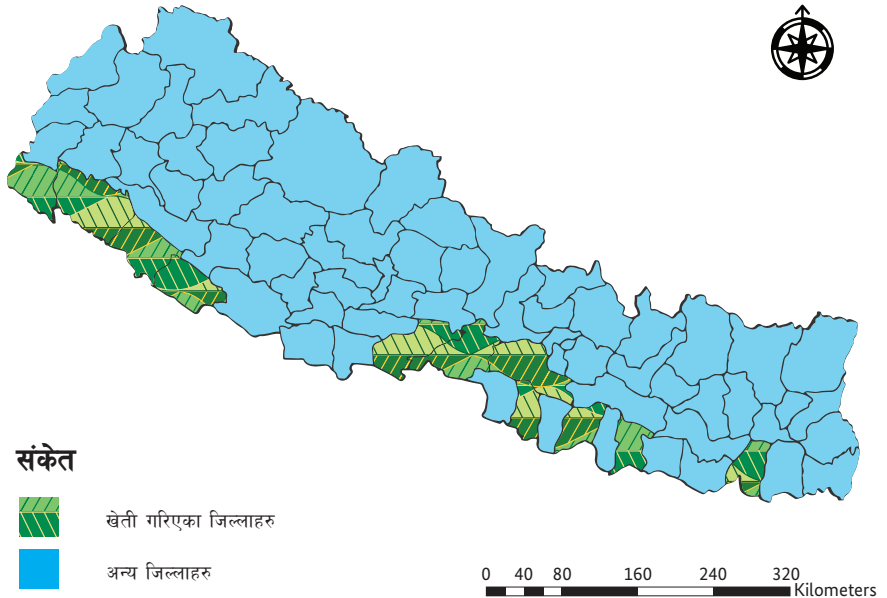 संकेत
खेती गरिएका जिल्लाहरु
अन्य जिल्लाहरु
0 40 80 160 240 320
Kilometers